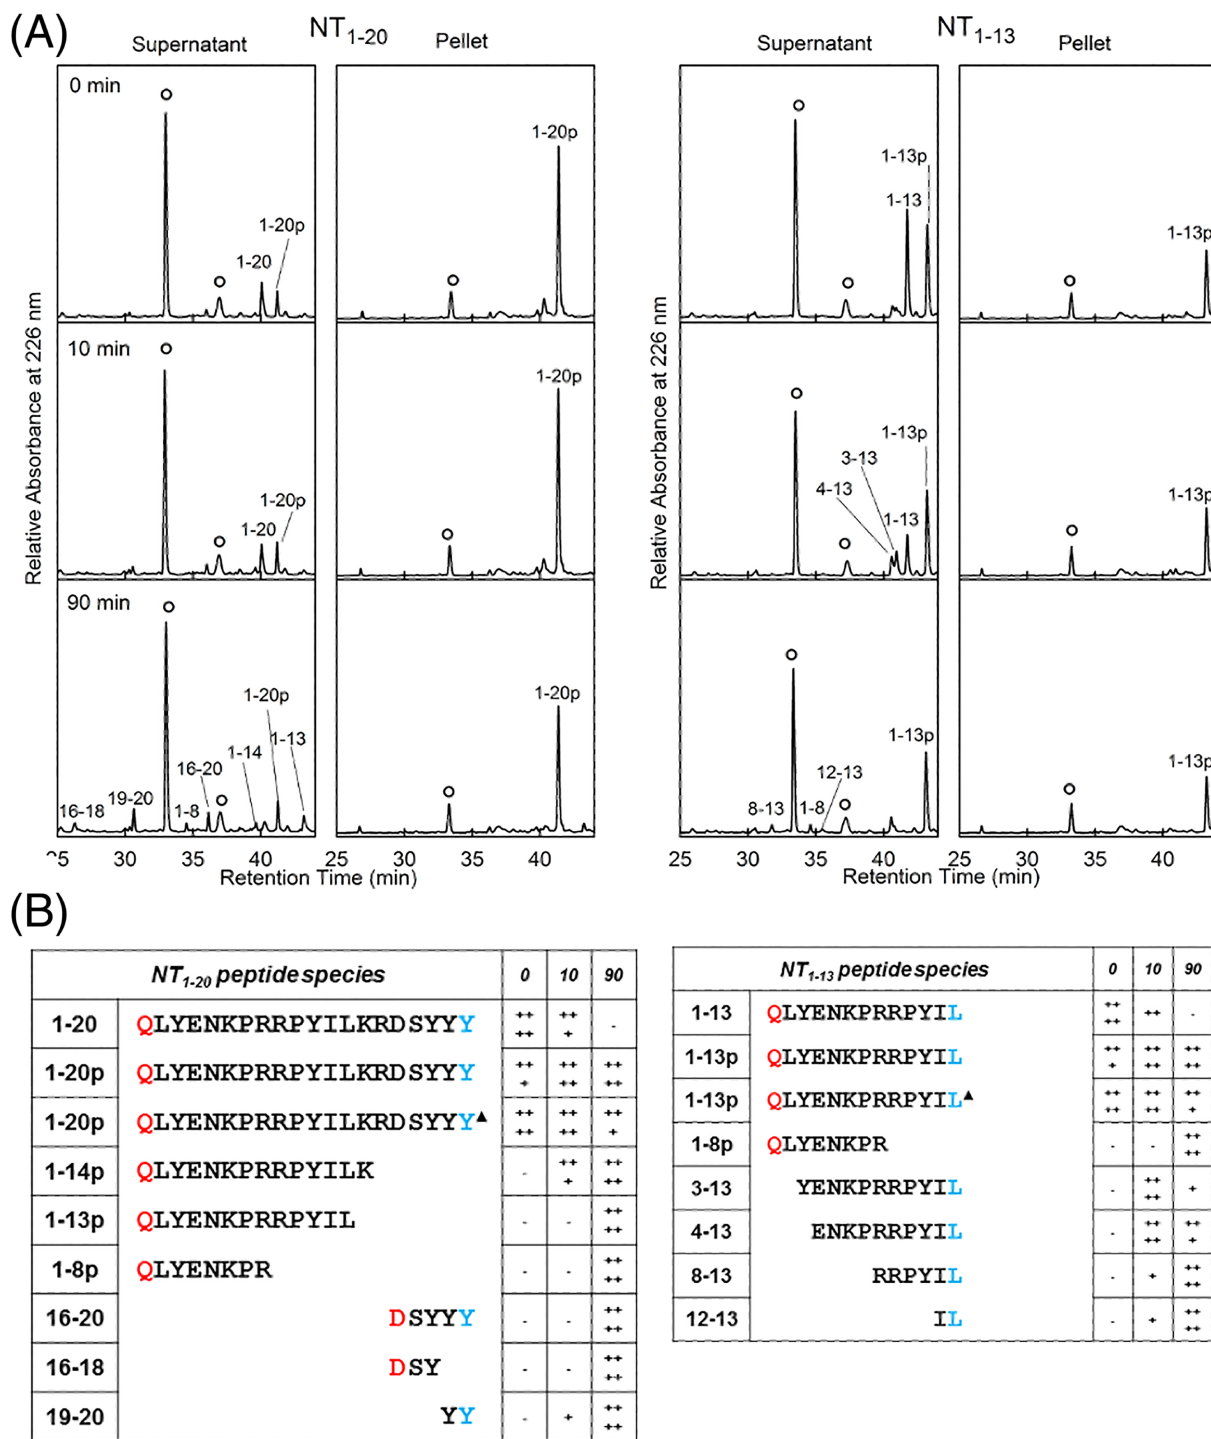 (A)
NT1-20
NT1-13
Supernatant
Pellet
Supernatant
Pellet
Relative Absorbance at 226 nm
0 min
1-20
1-20p
1-20p
10 min
1-20
1-20p
1-20p
90 min
16-18
19-20
1-8
16-20
1-14
1-20p
1-13
1-20p
25 30 35 40
30 35 40
Retention Time (min)
Relative Absorbance at 226 nm
1-13p
1-13
1-13p
4-13
3-13
1-13
1-13p
1-13p
8-13
1-8
12-13
1-13p
1-13p
25 30 35 40
25 30 35 40
Retention Time (min)
(B)
NT1-20 peptide species 0 10 90
1-20 QLYENKPRRPYILKRDSYYY ++++ +++ -
1-20p QLYENKPRRPYILKRDSYYY +++ ++++ ++++
1-20p QLYENKPRRPYILKRDSYYY▲ ++++ ++++ +++
1-14p QLYENKPRRPYILK - +++ ++++
1-13p QLYENKPRRPYIL - - ++++
1-8p QLYENKPR - - ++++
16-20 DSYYY - - ++++
16-18 DSY - - ++++
19-20 YY - + ++++
NT1-13 peptide species 0 10 90
1-13 QLYENKPRRPYIL ++++ ++ -
1-13p QLYENKPRRPYIL +++ ++++ ++++
1-13p QLYENKPRRPYIL▲ ++++ ++++ +++
1-8p QLYENKPR - - ++++
3-13 YENKPRRPYIL - ++++ +
4-13 ENKPRRPYIL - ++++ +++
8-13 RRPYIL - + ++++
12-13 IL - + ++++